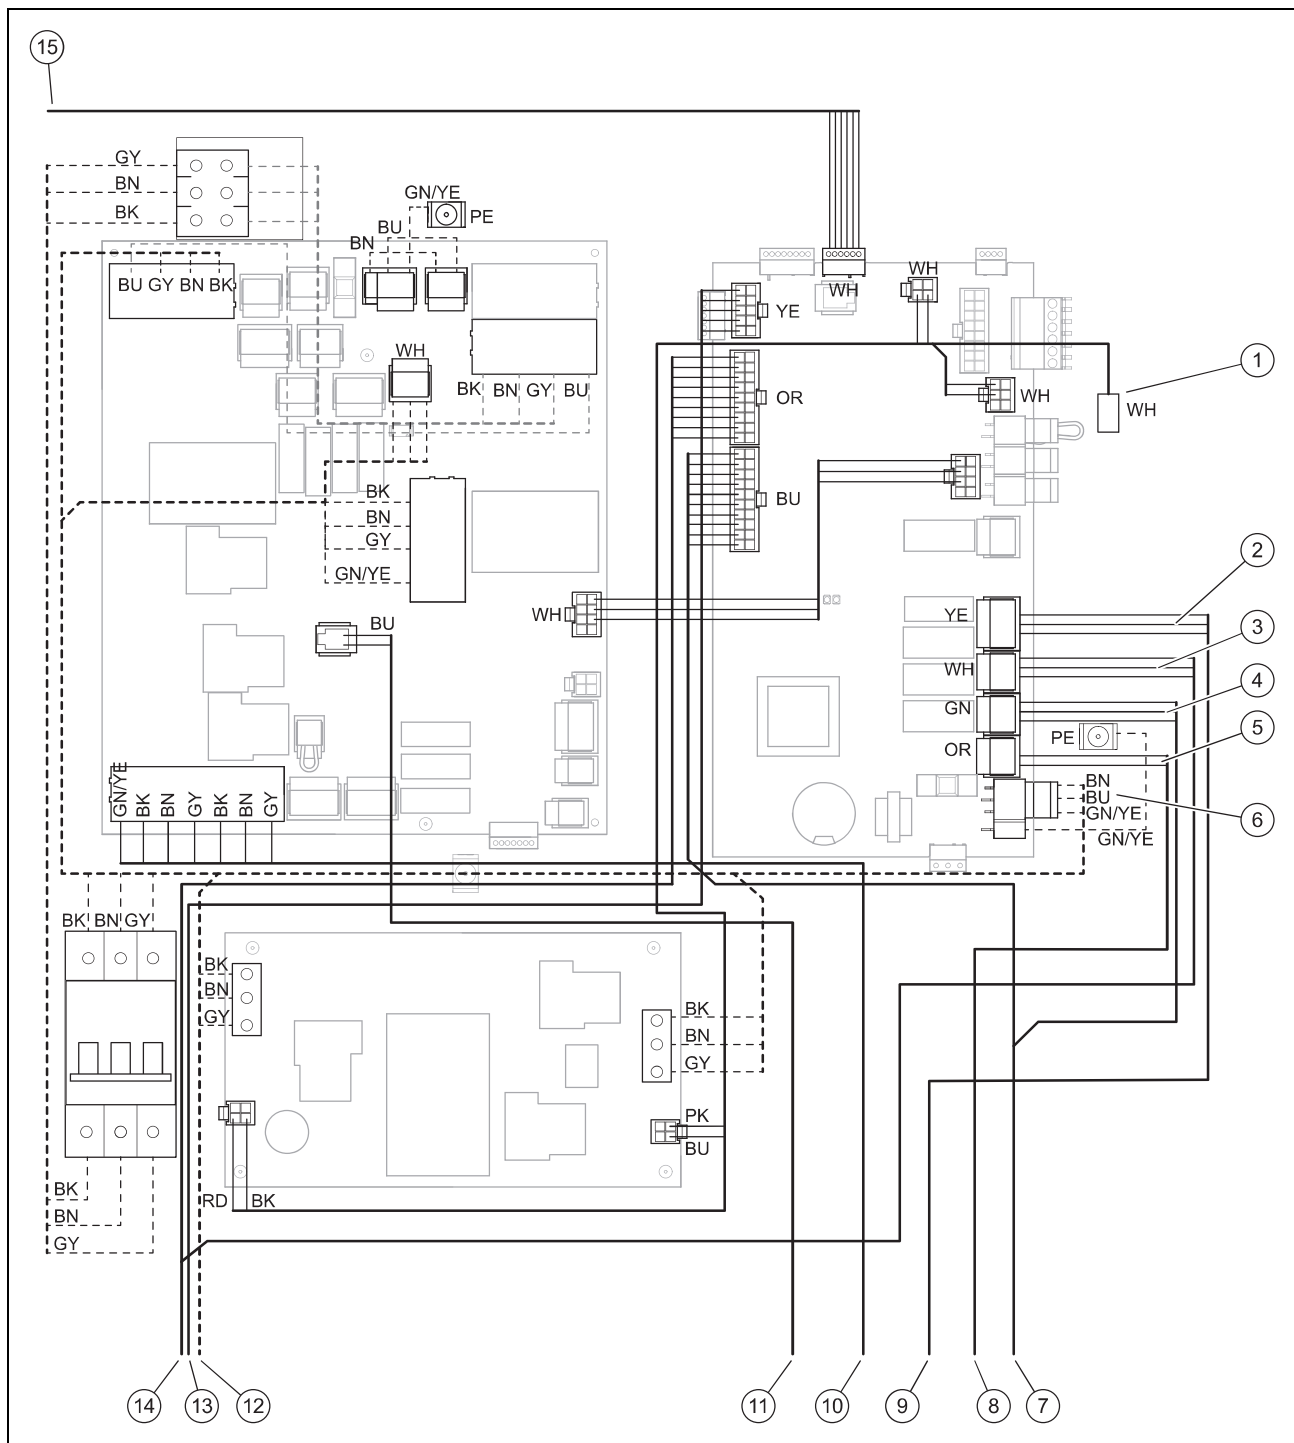 15
GY
BN
BK
GN/YE
PE
BU
BN
BU GY BN BK
WH
BK BN GY BU
BK
BN
GY
GN/YE
WH
BU
GN/YE BK BN GY BK BN GY
WH
WH
YE
OR
BU
WH
WH
1
2
3
4
5
6
YE
WH
GN
OR
PE
BN
BU
GN/YE
GN/YE
BK BN GY
BK
BN
GY
BK
BN
GY
PK
BU
RD BK
BK
BN
GY
14 13 12 11 10 9 8 7